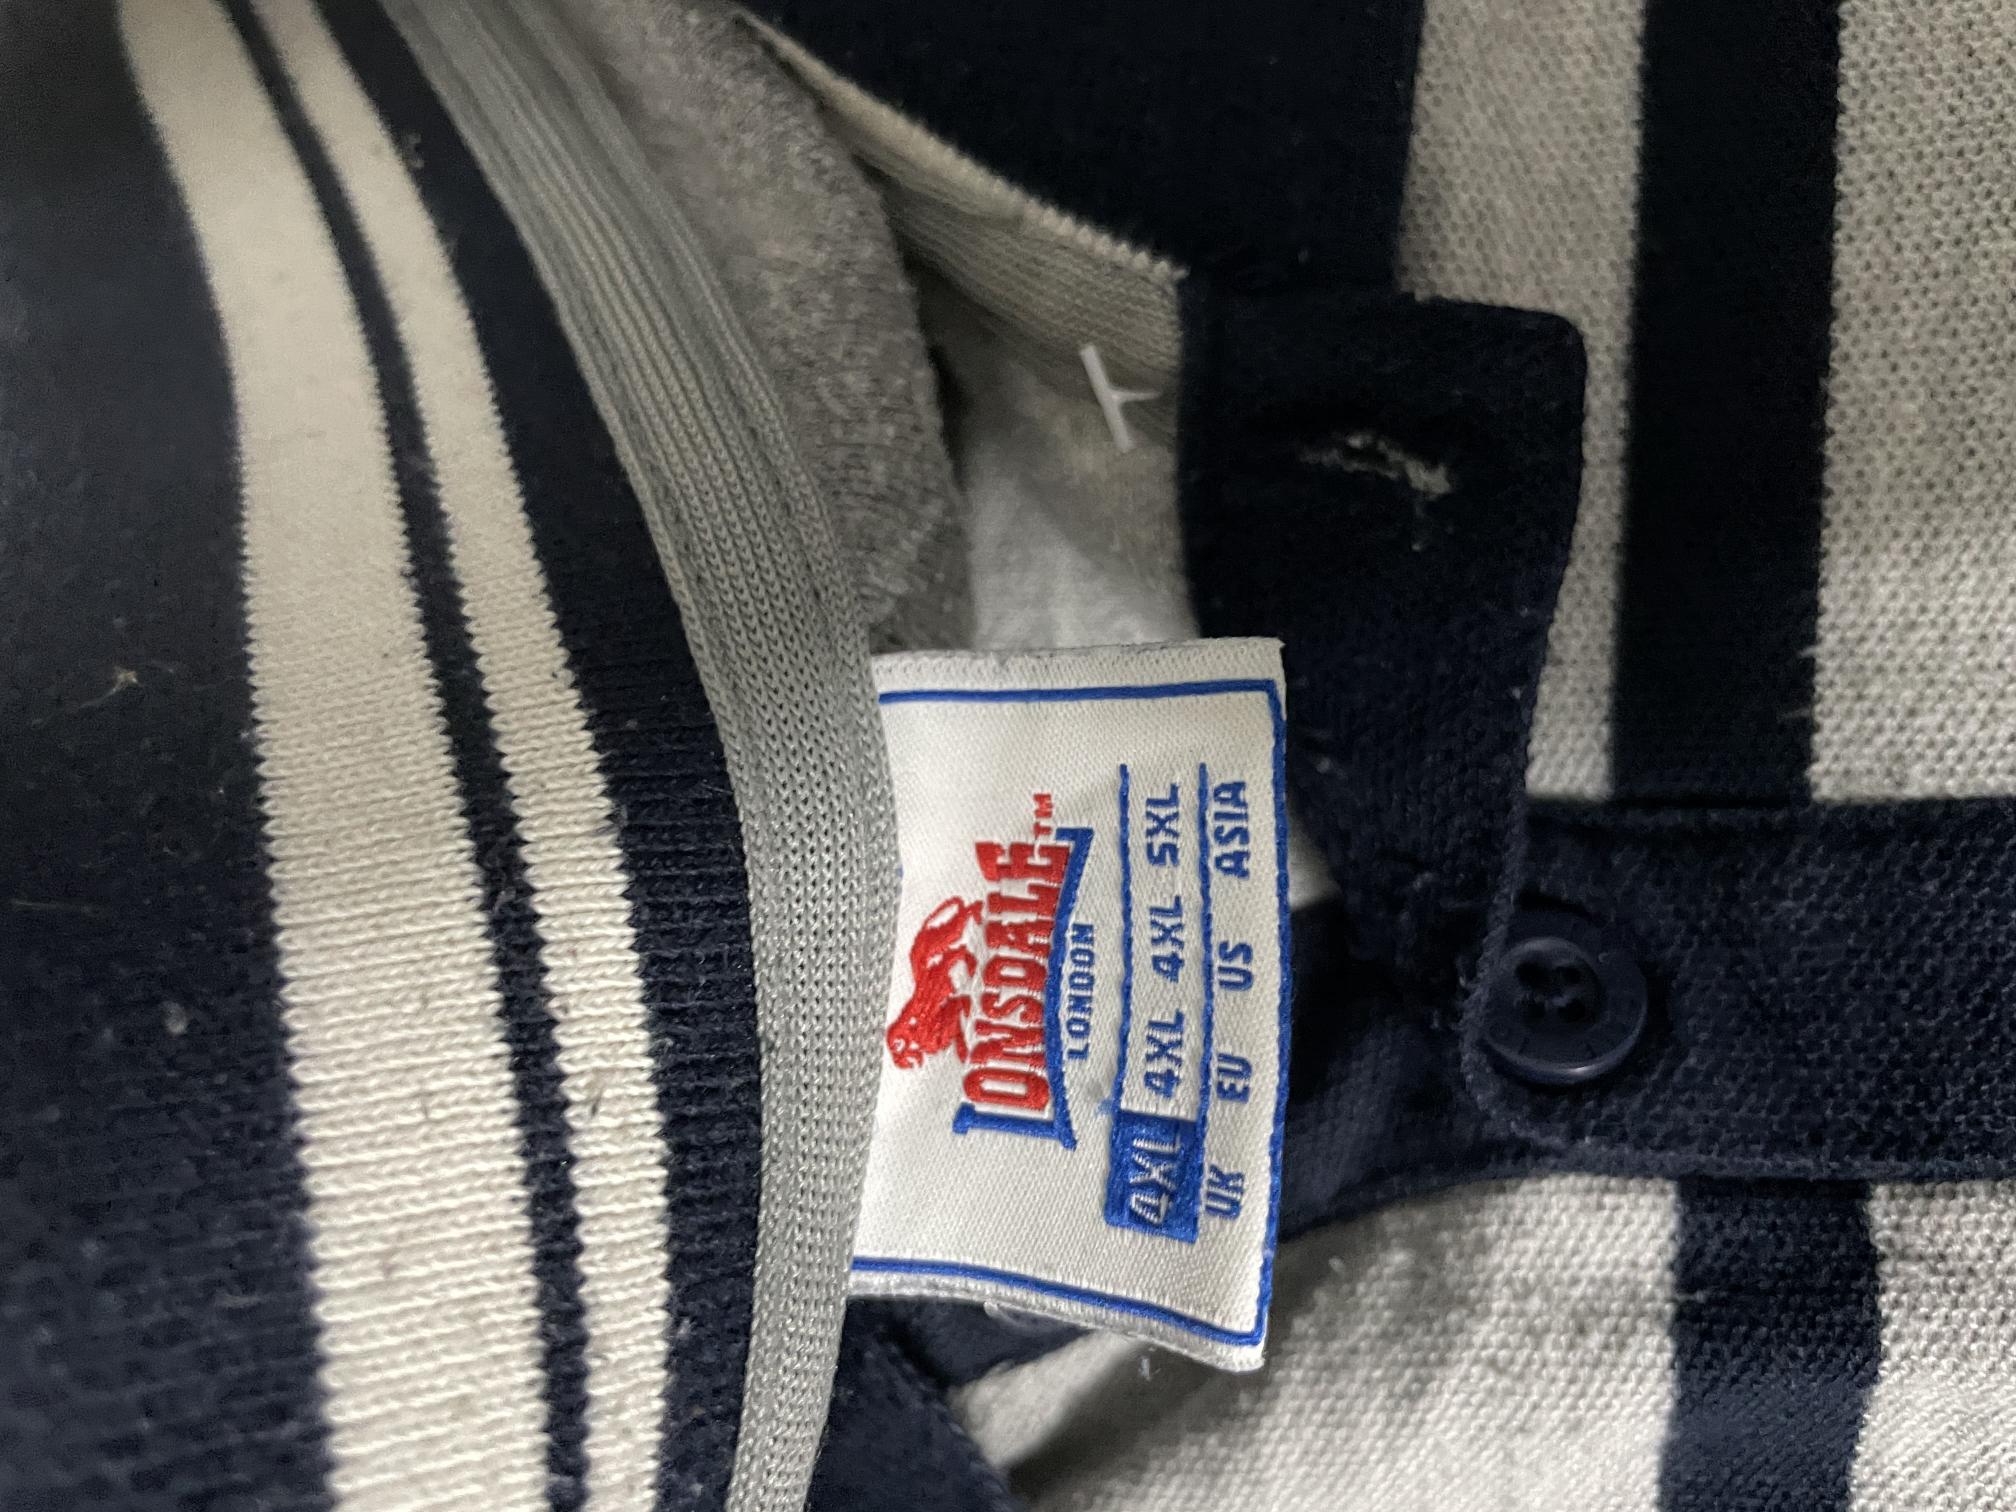 LONSDALE™
LONDON
4XL 4XL 4XL 5XL
UK EU US ASIA